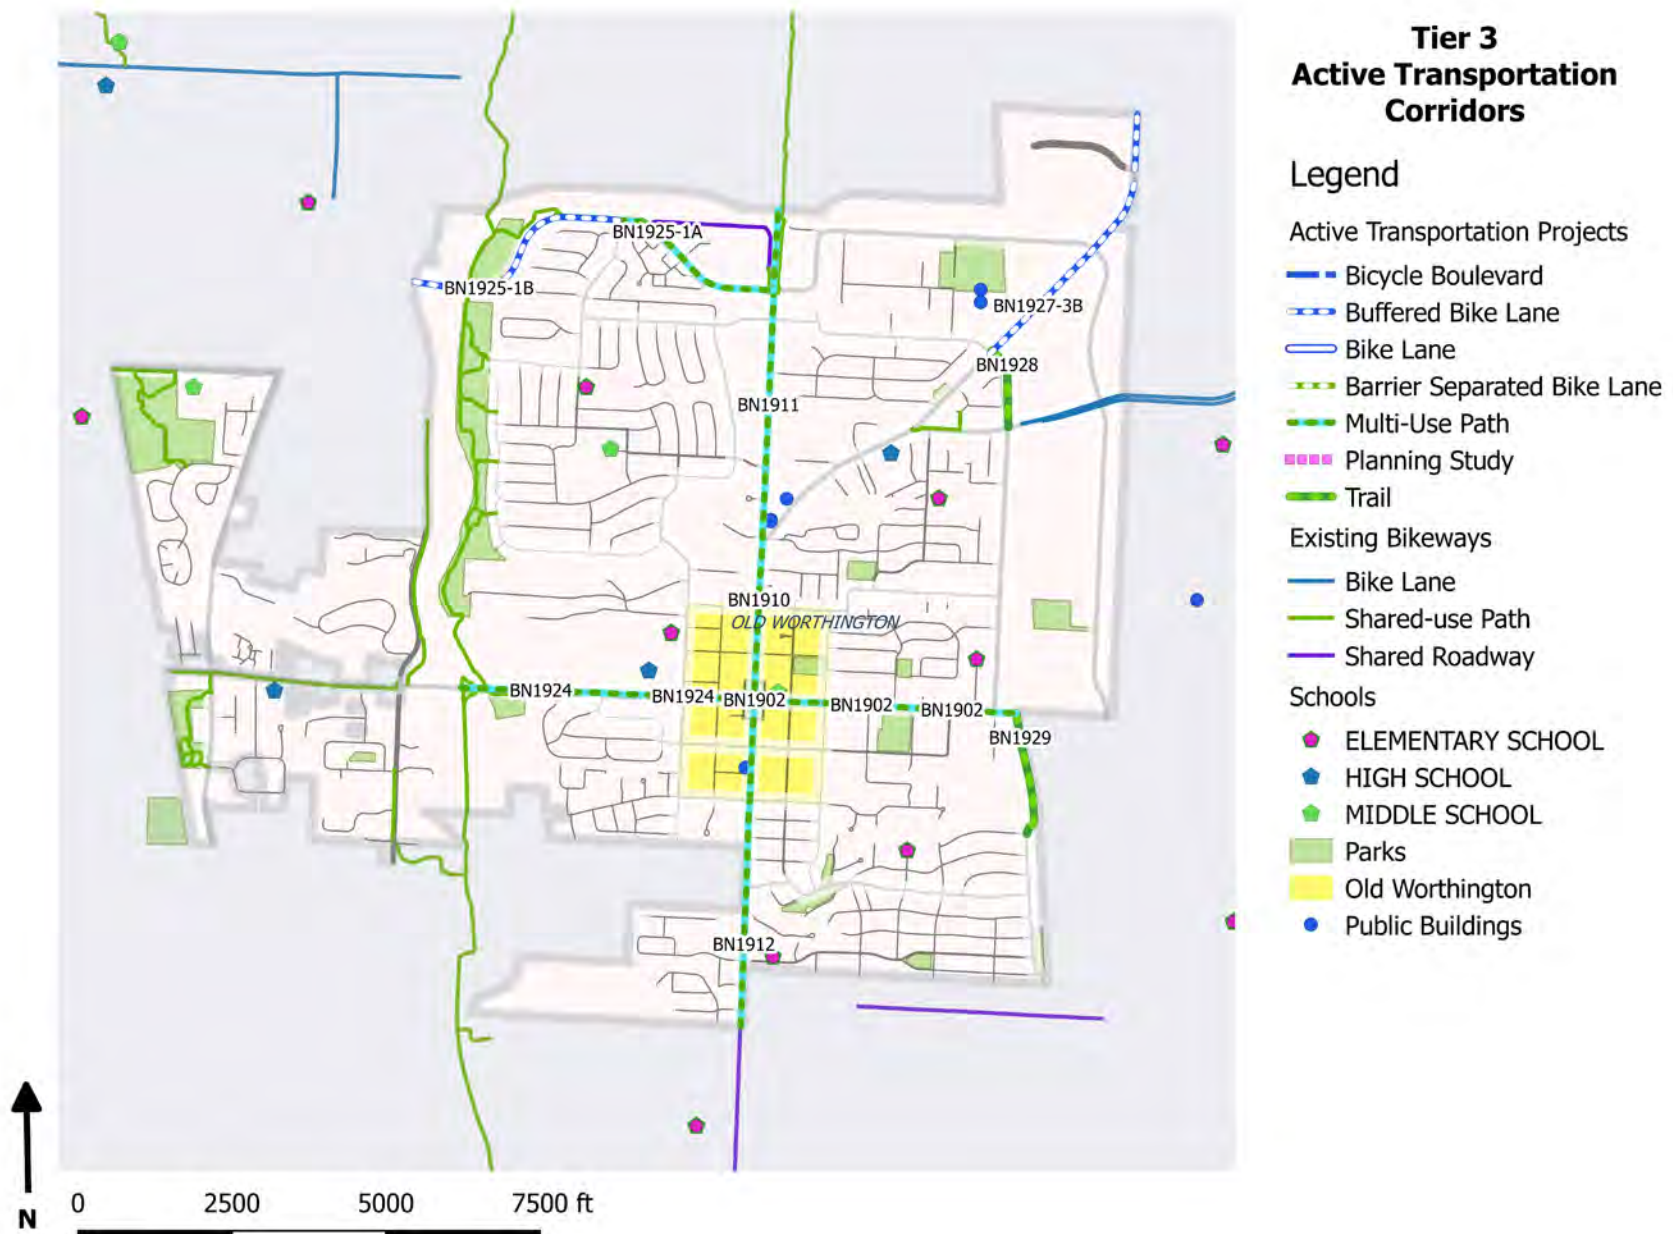 Tier 3
Active Transportation
Corridors
Legend
Active Transportation Projects
Bicycle Boulevard
Buffered Bike Lane
Bike Lane
Barrier Separated Bike Lane
Multi-Use Path
Planning Study
Trail
Existing Bikeways
Bike Lane
Shared-use Path
Shared Roadway
Schools
ELEMENTARY SCHOOL
HIGH SCHOOL
MIDDLE SCHOOL
Parks
Old Worthington
Public Buildings
BN1925-1A
BN1925-1B
BN1927-3B
BN1928
BN1911
BN1910
OLD WORTHINGTON
BN1924
BN1924
BN1902
BN1902
BN1902
BN1929
BN1912
N
0 2500 5000 7500 ft